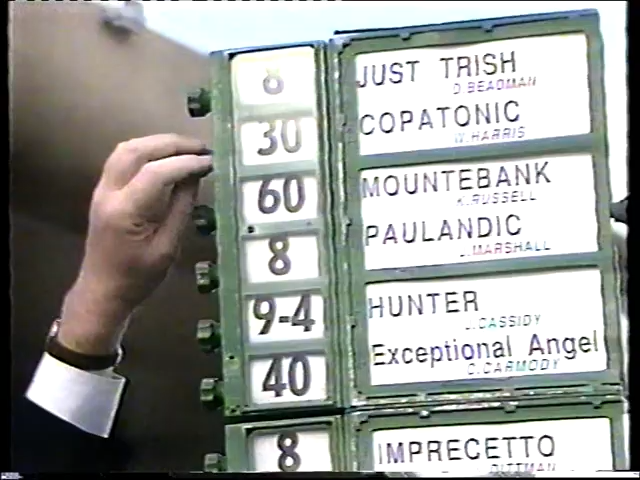 8 JUST TRISH
D.BEADMAN
30 COPATONIC
W.HARRIS
60 MOUNTEBANK
K.RUSSELL
8 PAULANDIC
L.MARSHALL
9-4 HUNTER
L.CASSIDY
40 Exceptional Angel
C.CARMODY
8 IMPRECETTO
DITTMAN